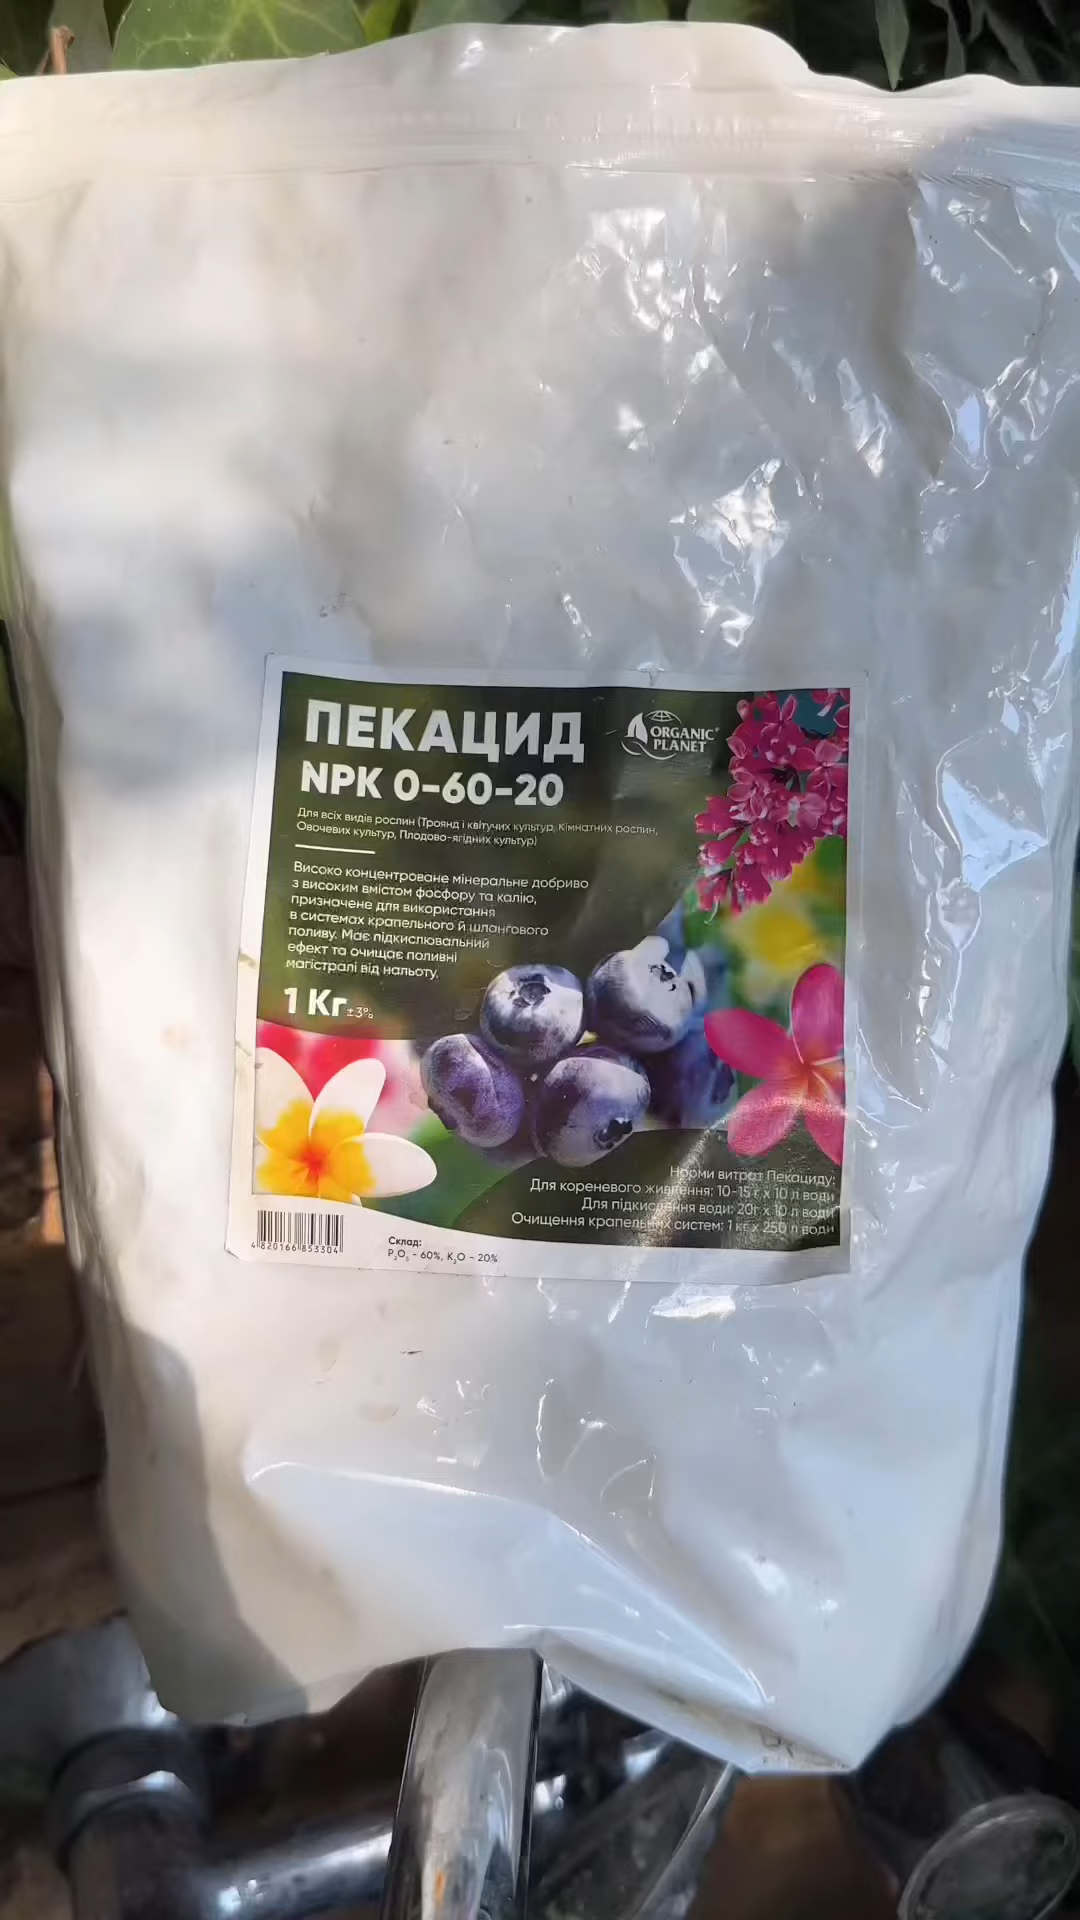 ПЕКАЦИД
ORGANIC
PLANET
NPK 0-60-20
Для всіх видів рослин (Троянд і квітучих культур, Кімнатних рослин,
Овочевих культур, Плодово-ягідних культур)
Високо концентроване мінеральне добриво
з високим вмістом фосфору та калію,
призначене для використання
в системах крапельного й шлангового
поливу. Має підкислювальний
ефект та очищає поливні
магістралі від нальоту.
1 Кг ±3%
Норми витрат Пекациду:
Для кореневого живлення: 10-15 г х 10 л води
Для підкислення води: 20г х 10 л води
Очищення крапельних систем: 1 кг х 250 л води
4 820166 853304
Склад:
P₂O₅ - 60%, K₂O - 20%